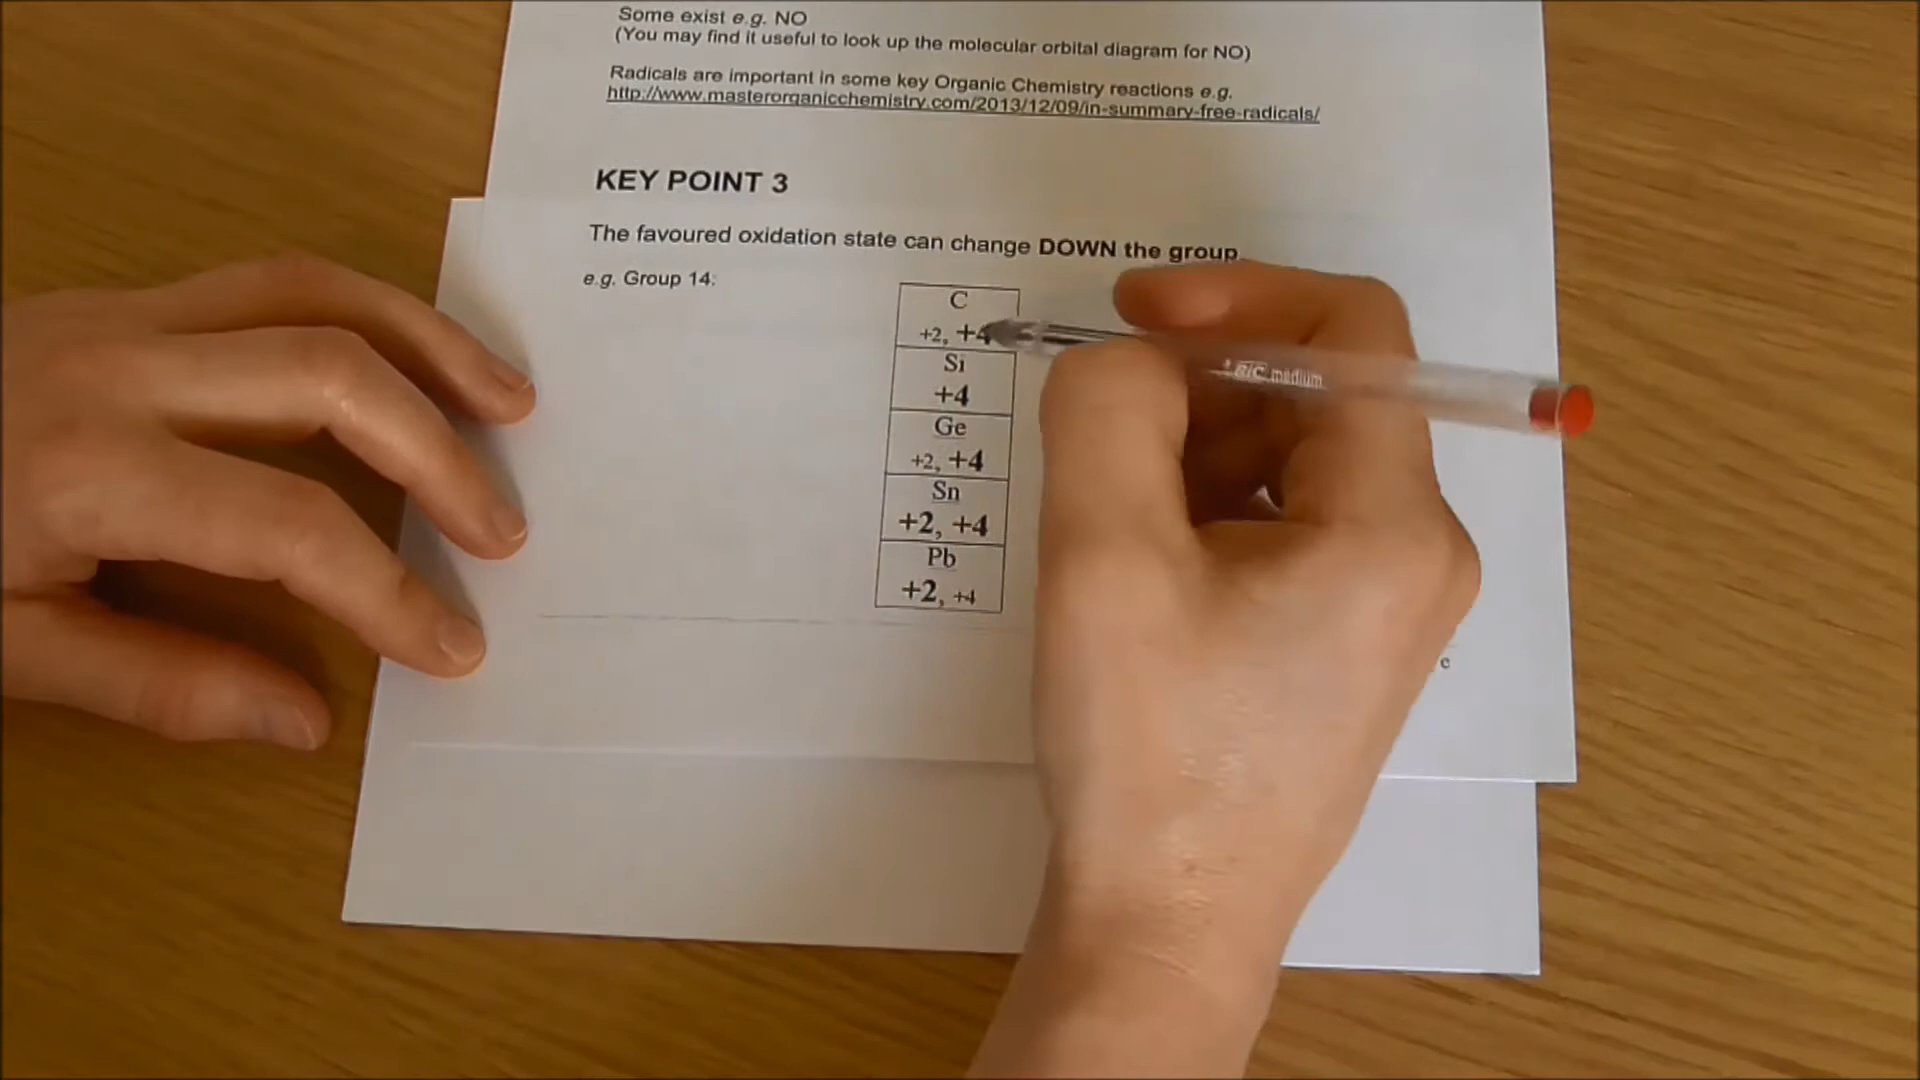 Some exist e.g. NO
(You may find it useful to look up the molecular orbital diagram for NO)
Radicals are important in some key Organic Chemistry reactions e.g.
http://www.masterorganicchemistry.com/2013/12/09/in-summary-free-radicals/
KEY POINT 3
The favoured oxidation state can change DOWN the group
e.g. Group 14:
C
+2, +4
Si
+4
Ge
+2, +4
Sn
+2, +4
Pb
+2, +4
BIC medium